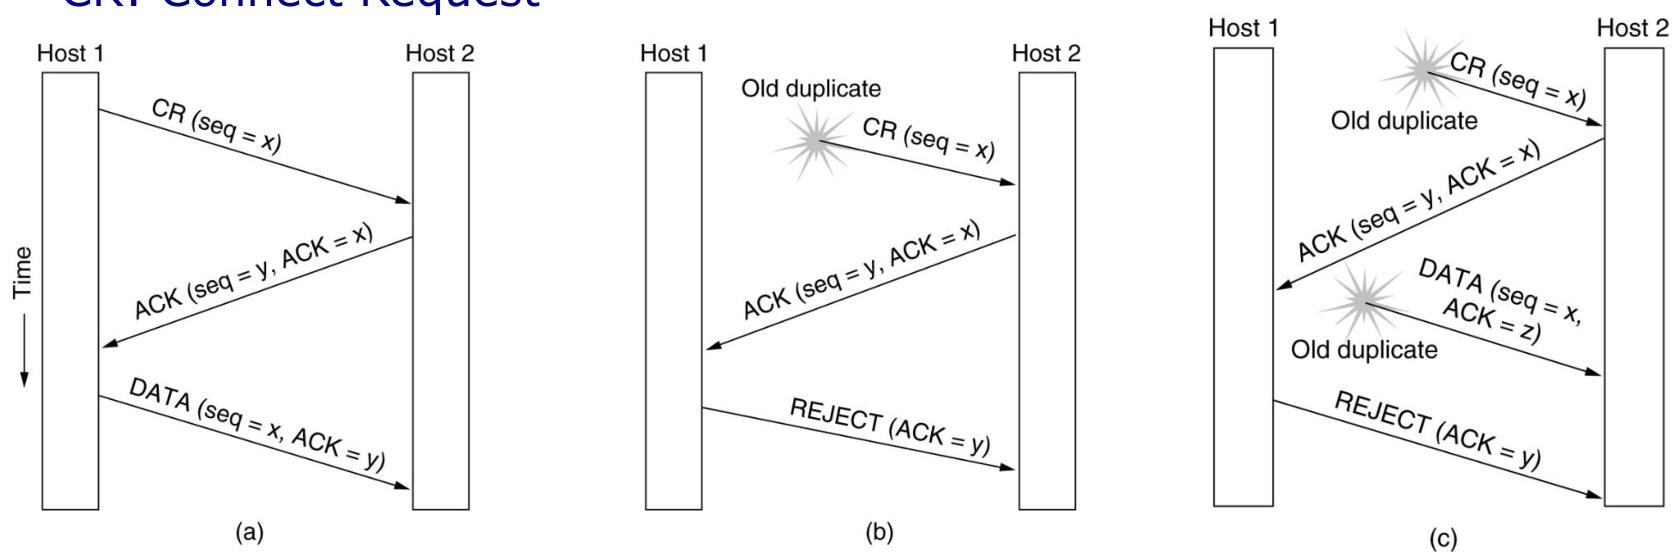 CR: Connect Request
Host 1
Host 2
CR (seq = x)
ACK (seq = y, ACK = x)
DATA (seq = x, ACK = y)
Time
(a)
Host 1
Host 2
Old duplicate
CR (seq = x)
ACK (seq = y, ACK = x)
REJECT (ACK = y)
(b)
Host 1
Host 2
CR (seq = x)
Old duplicate
ACK (seq = y, ACK = x)
DATA (seq = x,
ACK = z)
Old duplicate
REJECT (ACK = y)
(c)